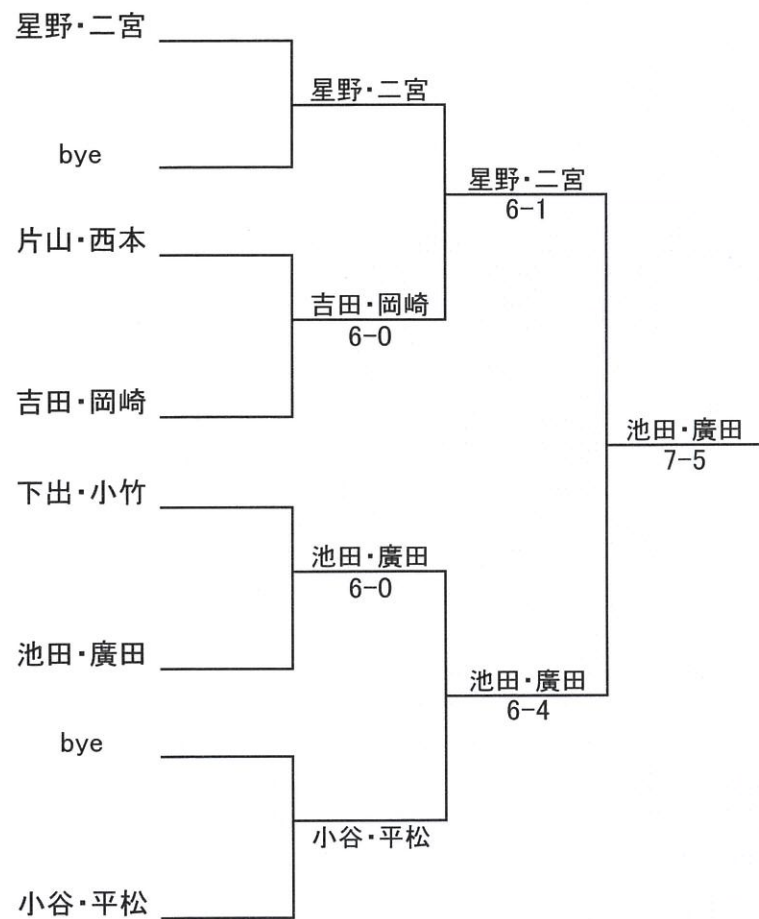 星野・二宮
bye
片山・西本
吉田・岡崎
下出・小竹
池田・廣田
bye
小谷・平松
星野・二宮
吉田・岡崎
6-0
池田・廣田
6-0
小谷・平松
星野・二宮
6-1
池田・廣田
6-4
池田・廣田
7-5